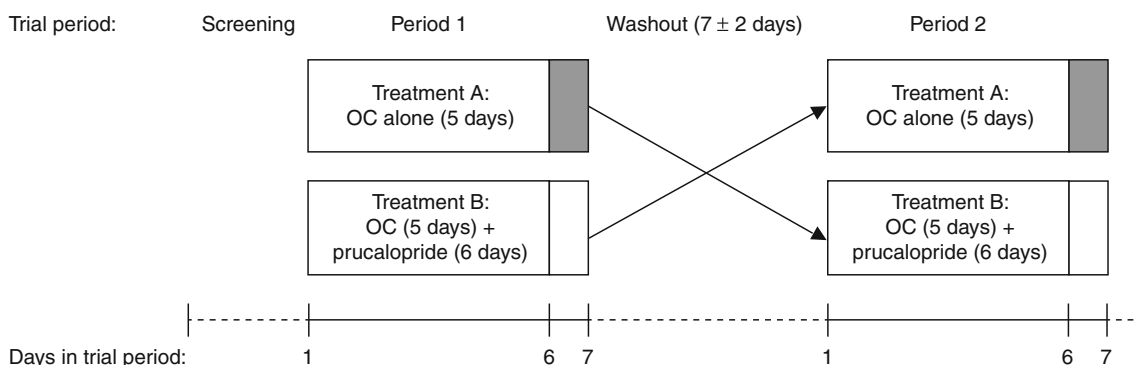 Trial period: Screening Period 1 Washout (7 ± 2 days) Period 2
Treatment A:
OC alone (5 days)
Treatment A:
OC alone (5 days)
Treatment B:
OC (5 days) +
prucalopride (6 days)
Treatment B:
OC (5 days) +
prucalopride (6 days)
Days in trial period: 1 6 7 1 6 7